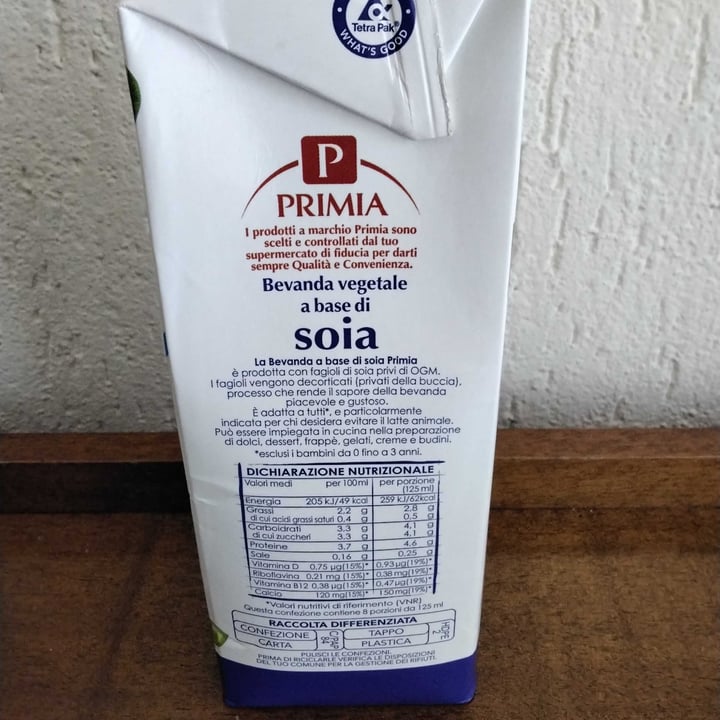 Tetra Pak®
WHAT'S GOOD
P
PRIMIA
I prodotti a marchio Primia sono
scelti e controllati dal tuo
supermercato di fiducia per darti
sempre Qualità e Convenienza.
Bevanda vegetale
a base di
soia
La Bevanda a base di soia Primia
è prodotta con fagioli di soia privi di OGM.
I fagioli vengono decorticati (privati della buccia),
processo che rende il sapore della bevanda
piacevole e gustoso.
È adatta a tutti*, e particolarmente
indicata per chi desidera evitare il latte animale.
Può essere impiegata in cucina nella preparazione
di dolci, dessert, frappè, gelati, creme e budini.
*esclusi i bambini da 0 fino a 3 anni.
DICHIARAZIONE NUTRIZIONALE
Valori medi per 100ml per porzione
(125 ml)
Energia 205 kJ/49 kcal 259 kJ/62kcal
Grassi 2,2 g 2,8 g
di cui acidi grassi saturi 0,4 g 0,5 g
Carboidrati 3,3 g 4,1 g
di cui zuccheri 3,3 g 4,1 g
Proteine 3,7 g 4,6 g
Sale 0,16 g 0,25 g
Vitamina D 0,75 µg(15%)* 0,93µg(19%)*
Riboflavina 0,21 mg (15%)* 0,38 mg(19%)*
Vitamina B12 0,38 µg(15%)* 0,47µg(19%)*
Calcio 120 mg(15%)* 150 mg(19%)*
*Valori nutritivi di riferimento (VNR)
Questa confezione contiene 8 porzioni da 125 ml
RACCOLTA DIFFERENZIATA
CONFEZIONE C/PAP 84 TAPPO HDPE 2
CARTA PLASTICA
PULISCI LE CONFEZIONI.
PRIMA DI RICICLARLE VERIFICA LE DISPOSIZIONI
DEL TUO COMUNE PER LA GESTIONE DEI RIFIUTI.